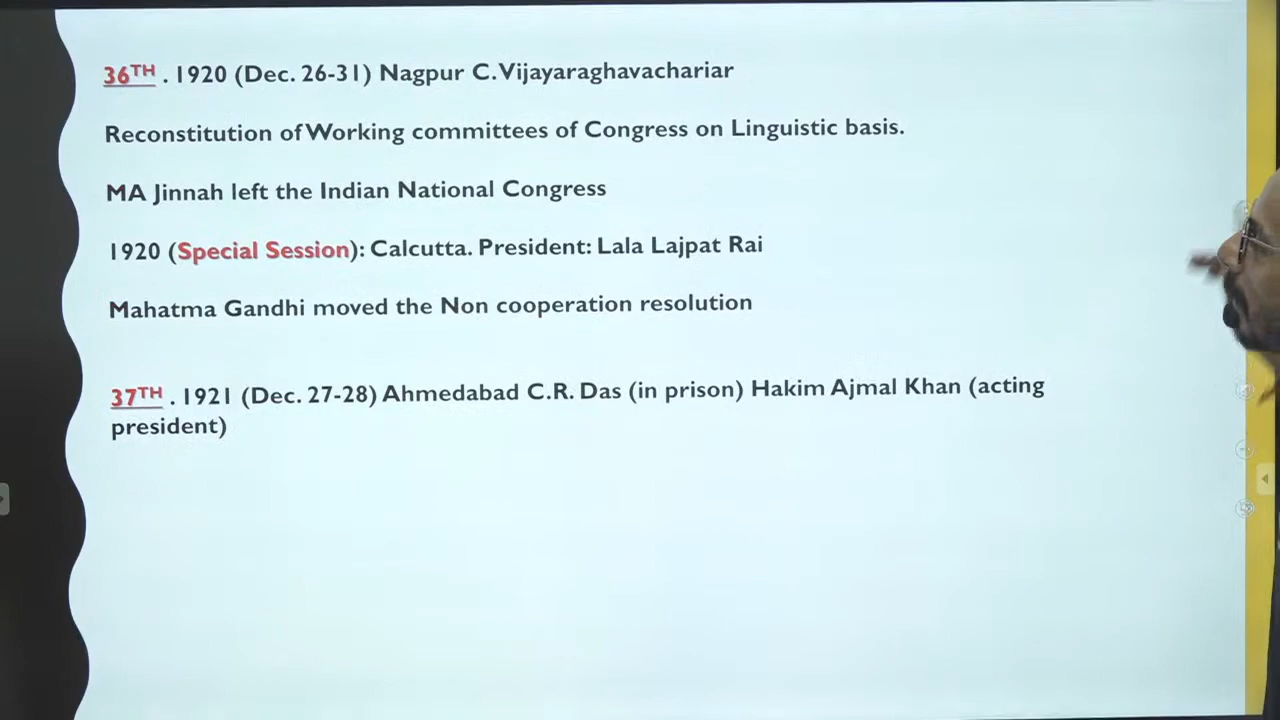 36TH . 1920 (Dec. 26-31) Nagpur C.Vijayaraghavachariar
Reconstitution of Working committees of Congress on Linguistic basis.
MA Jinnah left the Indian National Congress
1920 (Special Session): Calcutta. President: Lala Lajpat Rai
Mahatma Gandhi moved the Non cooperation resolution
37TH . 1921 (Dec. 27-28) Ahmedabad C.R. Das (in prison) Hakim Ajmal Khan (acting
president)